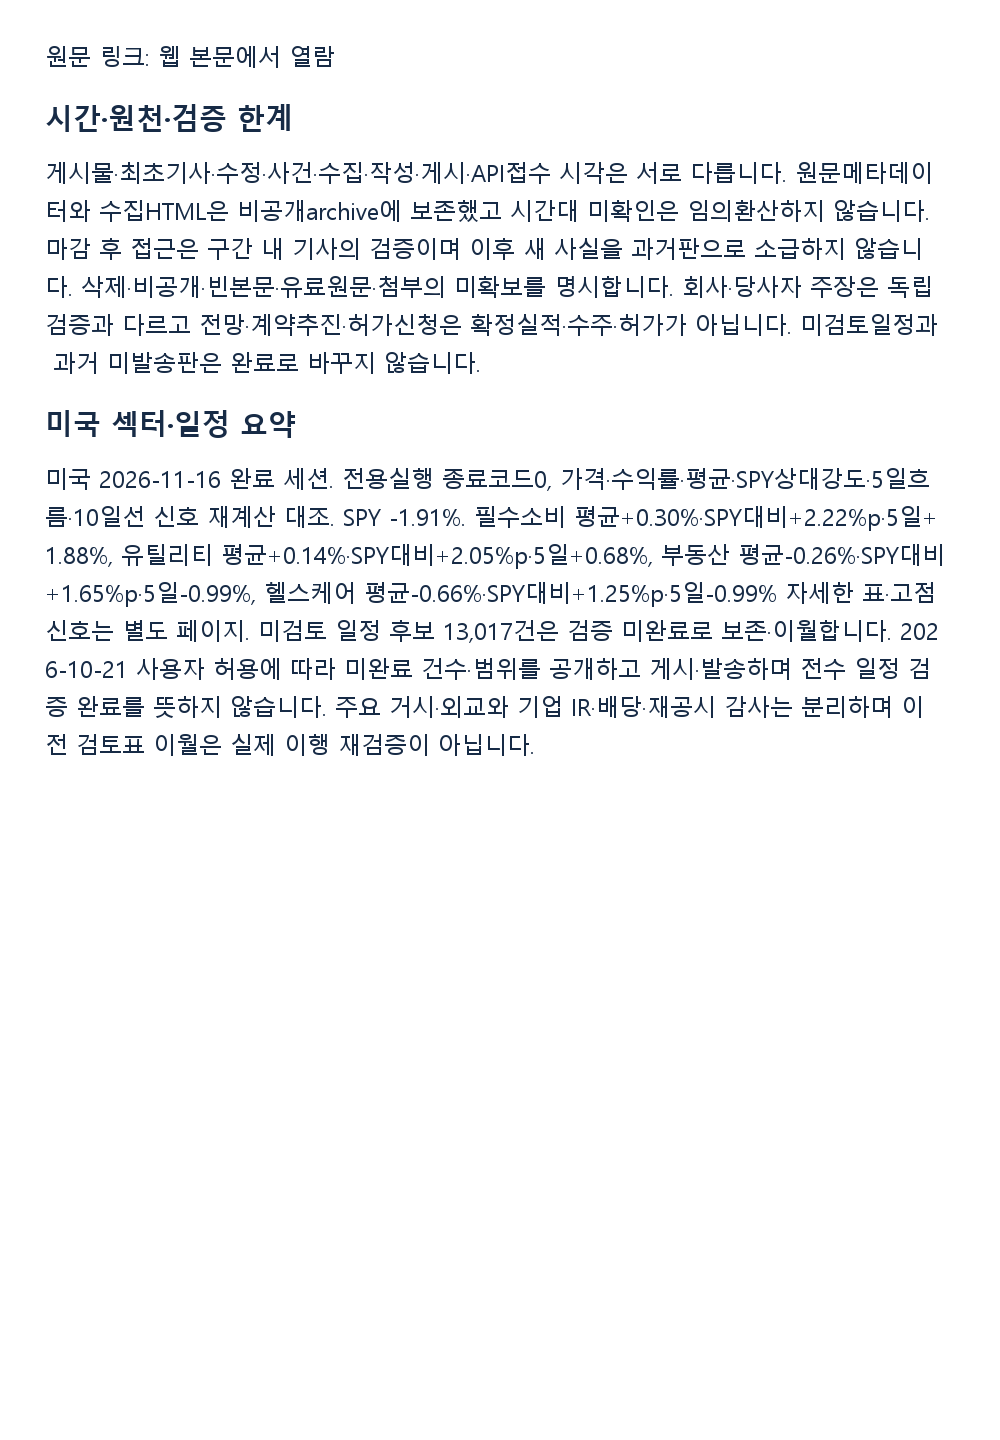 원문 링크: 웹 본문에서 열람
시간·원천·검증 한계
게시물·최초기사·수정·사건·수집·작성·게시·API접수 시각은 서로 다릅니다. 원문메타데이
터와 수집HTML은 비공개archive에 보존했고 시간대 미확인은 임의환산하지 않습니다.
마감 후 접근은 구간 내 기사의 검증이며 이후 새 사실을 과거판으로 소급하지 않습니
다. 삭제·비공개·빈본문·유료원문·첨부의 미확보를 명시합니다. 회사·당사자 주장은 독립
검증과 다르고 전망·계약추진·허가신청은 확정실적·수주·허가가 아닙니다. 미검토일정과
과거 미발송판은 완료로 바꾸지 않습니다.
미국 섹터·일정 요약
미국 2026-11-16 완료 세션. 전용실행 종료코드0, 가격·수익률·평균·SPY상대강도·5일흐
름·10일선 신호 재계산 대조. SPY -1.91%. 필수소비 평균+0.30%·SPY대비+2.22%p·5일+
1.88%, 유틸리티 평균+0.14%·SPY대비+2.05%p·5일+0.68%, 부동산 평균-0.26%·SPY대비
+1.65%p·5일-0.99%, 헬스케어 평균-0.66%·SPY대비+1.25%p·5일-0.99% 자세한 표·고점
신호는 별도 페이지. 미검토 일정 후보 13,017건은 검증 미완료로 보존·이월합니다. 202
6-10-21 사용자 허용에 따라 미완료 건수·범위를 공개하고 게시·발송하며 전수 일정 검
증 완료를 뜻하지 않습니다. 주요 거시·외교와 기업 IR·배당·재공시 감사는 분리하며 이
전 검토표 이월은 실제 이행 재검증이 아닙니다.